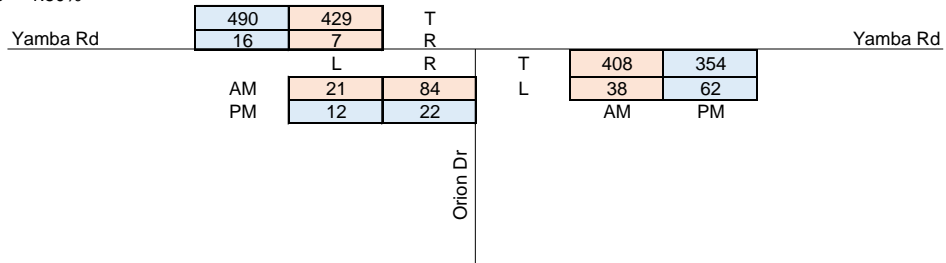 490 429 T
Yamba Rd 16 7 R Yamba Rd
L R T 408 354
AM 21 84 L 38 62
PM 12 22 AM PM
Orion Dr